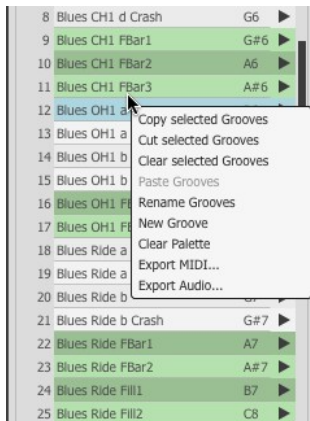 8 Blues CH1 d Crash G6
9 Blues CH1 FBar1 G#6
10 Blues CH1 FBar2 A6
11 Blues CH1 FBar3 A#6
12 Blues OH1 a
13 Blues OH1 a
14 Blues OH1 b
15 Blues OH1 b
16 Blues OH1
17 Blues OH1
18 Blues Ride a
19 Blues Ride a
20 Blues Ride b
21 Blues Ride b Crash G#7
22 Blues Ride FBar1 A7
23 Blues Ride FBar2 A#7
24 Blues Ride Fill1 B7
25 Blues Ride Fill2 C8
Copy selected Grooves
Cut selected Grooves
Clear selected Grooves
Paste Grooves
Rename Grooves
New Groove
Clear Palette
Export MIDI...
Export Audio...